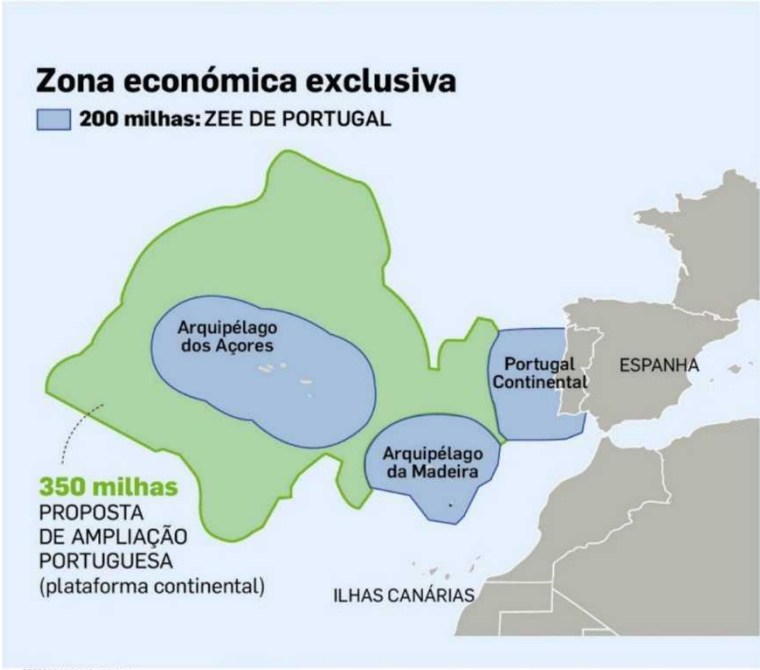 Zona económica exclusiva
200 milhas: ZEE DE PORTUGAL
Arquipélago
dos Açores
Portugal
Continental
ESPANHA
Arquipélago
da Madeira
350 milhas
PROPOSTA
DE AMPLIAÇÃO
PORTUGUESA
(plataforma continental)
ILHAS CANÁRIAS